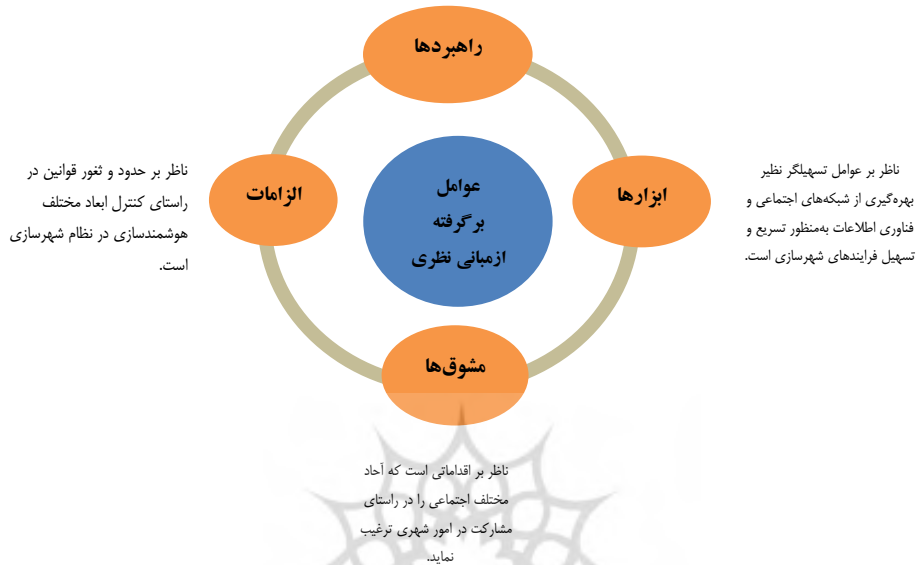 راهبردها
ابزارها
ناظر بر عوامل تسهیلگر نظیر
بهره‌گیری از شبکه‌های اجتماعی و
فناوری اطلاعات به‌منظور تسریع و
تسهیل فرایندهای شهرسازی است.
عوامل
برگرفته
ازمبانی نظری
الزامات
ناظر بر حدود و ثغور قوانین در
راستای کنترل ابعاد مختلف
هوشمندسازی در نظام شهرسازی
است.
مشوق‌ها
ناظر بر اقداماتی است که آحاد
مختلف اجتماعی را در راستای
مشارکت در امور شهری ترغیب
نماید.